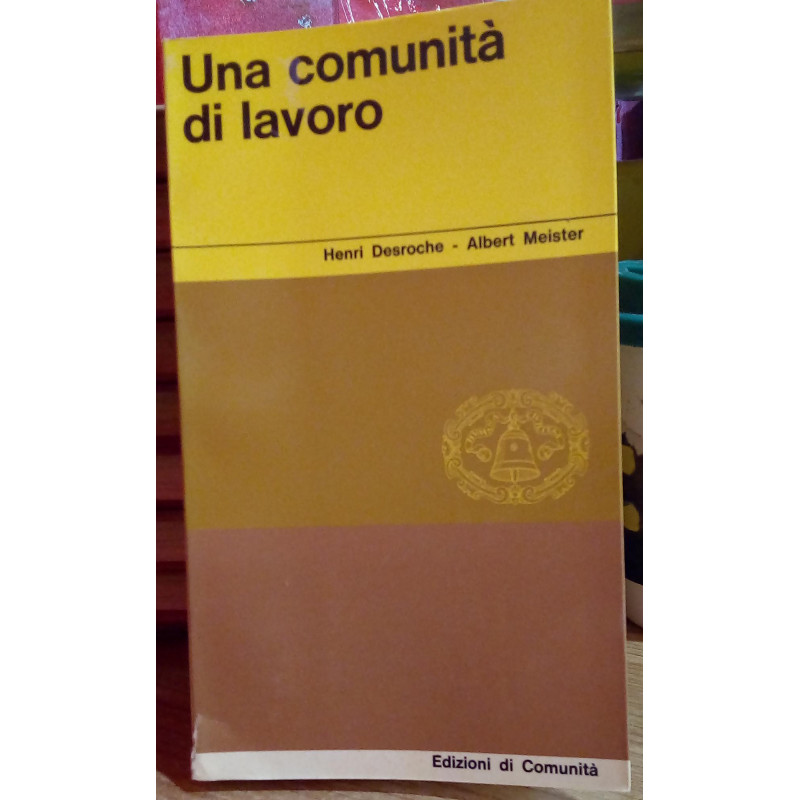 Una comunità
di lavoro
Henri Desroche - Albert Meister
Edizioni di Comunità